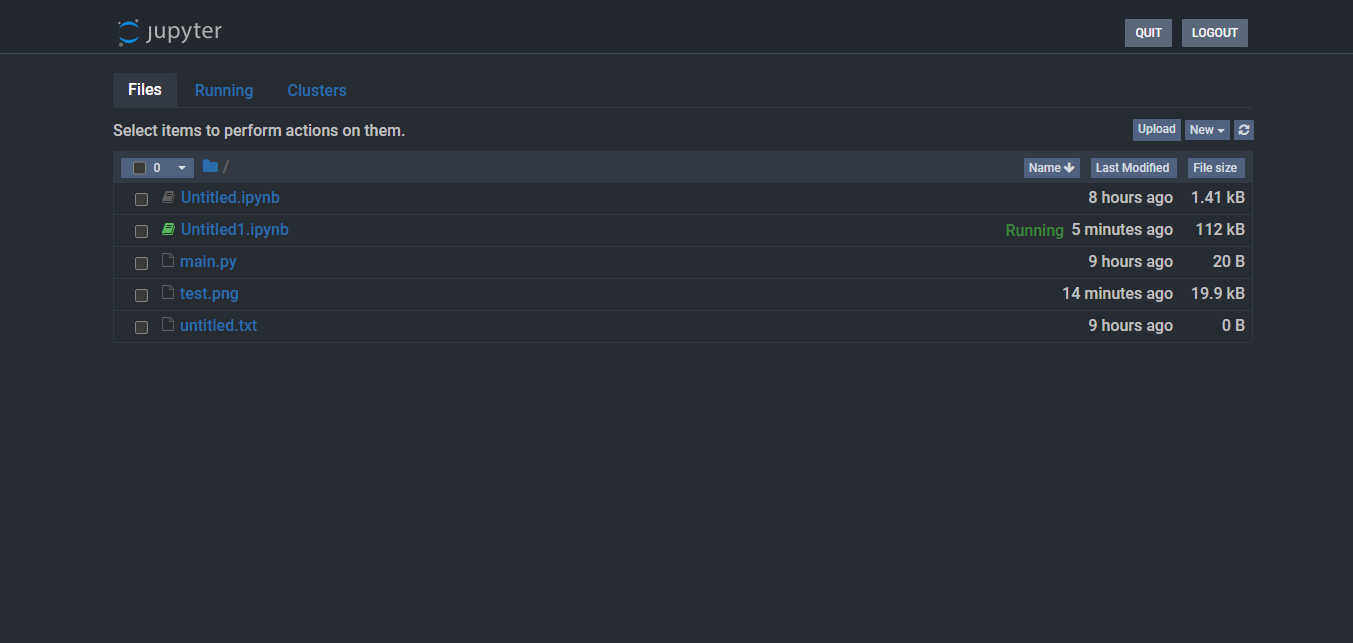 jupyter QUIT LOGOUT
Files Running Clusters
Select items to perform actions on them. Upload New
0 / Name Last Modified File size
Untitled.ipynb 8 hours ago 1.41 kB
Untitled1.ipynb Running 5 minutes ago 112 kB
main.py 9 hours ago 20 B
test.png 14 minutes ago 19.9 kB
untitled.txt 9 hours ago 0 B